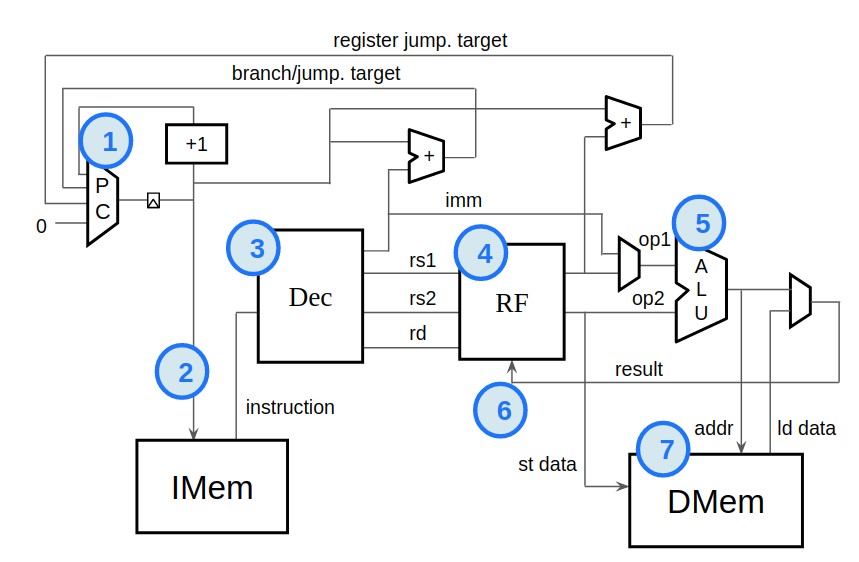 register jump. target
branch/jump. target
1
+1
+
+
P
C
0
imm
3
4
5
op1
rs1
A
Dec
rs2
RF
op2
L
U
rd
2
result
6
instruction
7
addr
ld data
st data
IMem
DMem